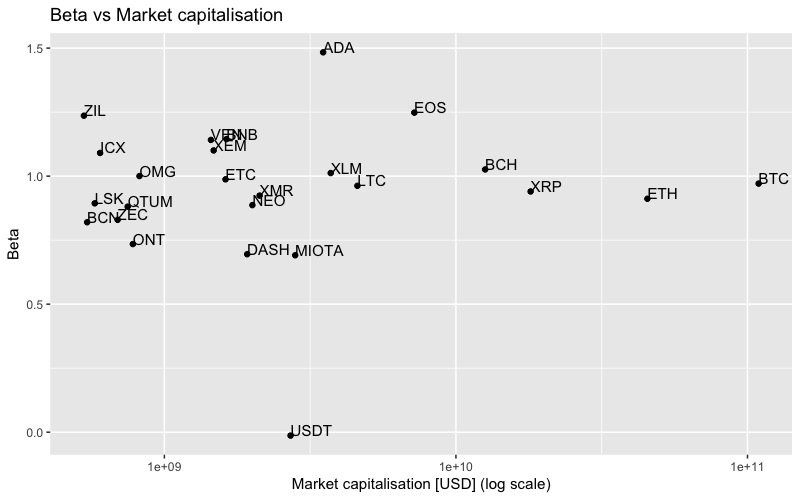 Beta vs Market capitalisation
1.5
ADA
ZIL
EOS
VEN
BNB
XEM
ICX
OMG
ETC
XLM
LTC
BCH
XRP
ETH
BTC
1.0
XMR
NEO
LSK
QTUM
BCN
ZEC
ONT
DASH
MIOTA
Beta
0.5
USDT
0.0
1e+09
1e+10
1e+11
Market capitalisation [USD] (log scale)